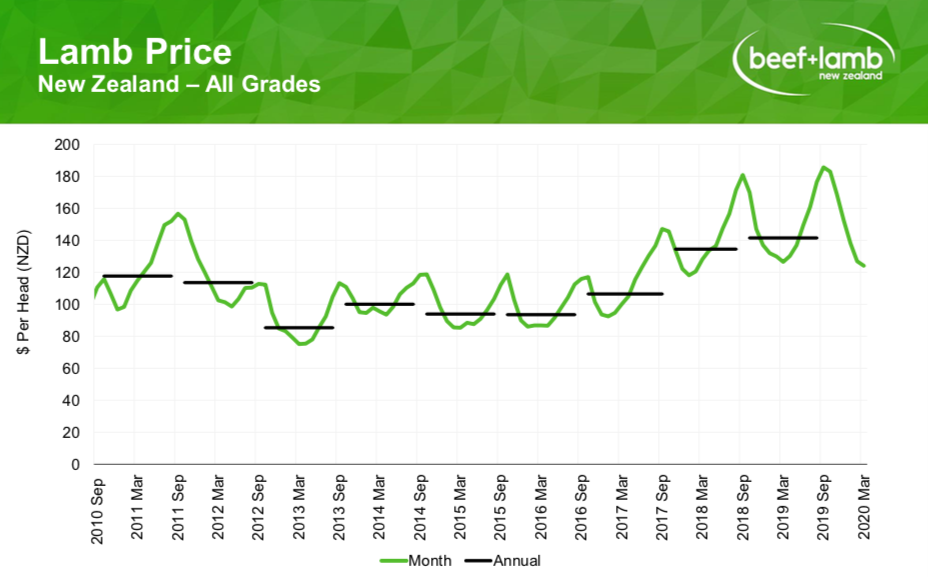 Lamb Price
New Zealand – All Grades
beef+lamb
new zealand
$ Per Head (NZD)
200
180
160
140
120
100
80
60
40
20
0
2010 Sep
2011 Mar
2011 Sep
2012 Mar
2012 Sep
2013 Mar
2013 Sep
2014 Mar
2014 Sep
2015 Mar
2015 Sep
2016 Mar
2016 Sep
2017 Mar
2017 Sep
2018 Mar
2018 Sep
2019 Mar
2019 Sep
2020 Mar
Month
Annual